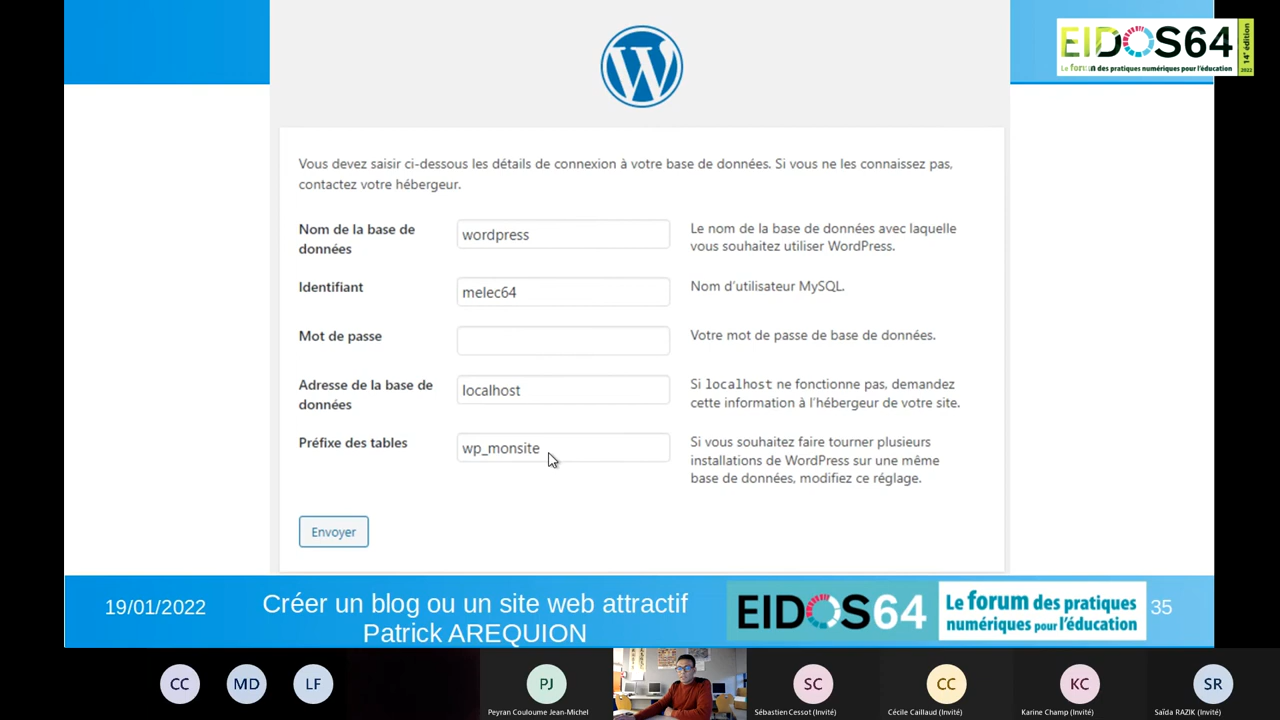 EIDOS64
Le forum des pratiques numériques pour l'éducation
14e édition
2022
Vous devez saisir ci-dessous les détails de connexion à votre base de données. Si vous ne les connaissez pas,
contactez votre hébergeur.
Nom de la base de
données
wordpress
Le nom de la base de données avec laquelle
vous souhaitez utiliser WordPress.
Identifiant
melec64
Nom d'utilisateur MySQL.
Mot de passe
Votre mot de passe de base de données.
Adresse de la base de
données
localhost
Si localhost ne fonctionne pas, demandez
cette information à l'hébergeur de votre site.
Préfixe des tables
wp_monsite
Si vous souhaitez faire tourner plusieurs
installations de WordPress sur une même
base de données, modifiez ce réglage.
Envoyer
19/01/2022
Créer un blog ou un site web attractif
Patrick AREQUION
EIDOS64
Le forum des pratiques
numériques pour l'éducation
35
CC
MD
LF
PJ
SC
CC
KC
SR
Peyran Couloume Jean-Michel
Sébastien Cessot (Invité)
Cécile Caillaud (Invité)
Karine Champ (Invité)
Saïda RAZIK (Invité)